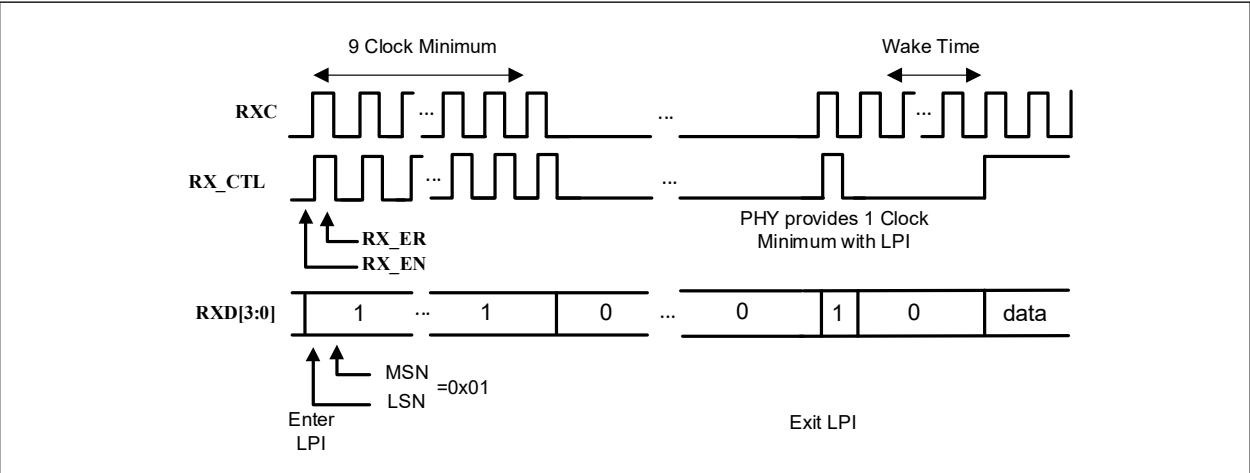 9 Clock Minimum
Wake Time
RXC
...
...
...
RX_CTL
...
...
PHY provides 1 Clock
Minimum with LPI
RX_ER
RX_EN
RXD[3:0]
1 ... 1 0 ... 0 1 0 data
MSN
=0x01
LSN
Enter
LPI
Exit LPI